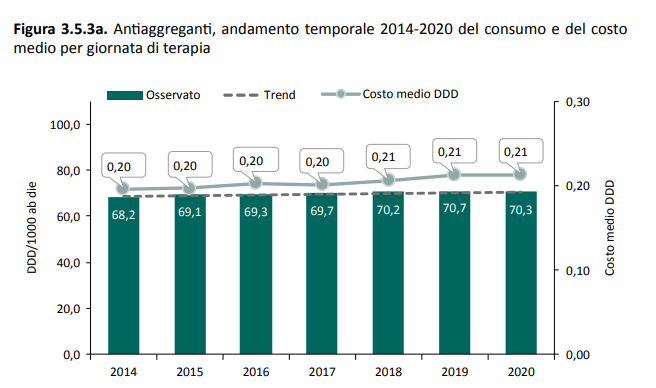 Figura 3.5.3a. Antiaggreganti, andamento temporale 2014-2020 del consumo e del costo
medio per giornata di terapia
Osservato Trend Costo medio DDD
100,0
80,0
60,0
40,0
20,0
0,0
DDD/1000 ab die
0,20 0,20 0,20 0,20 0,21 0,21 0,21
68,2 69,1 69,3 69,7 70,2 70,7 70,3
0,30
0,20
0,10
0,00
Costo medio DDD
2014 2015 2016 2017 2018 2019 2020